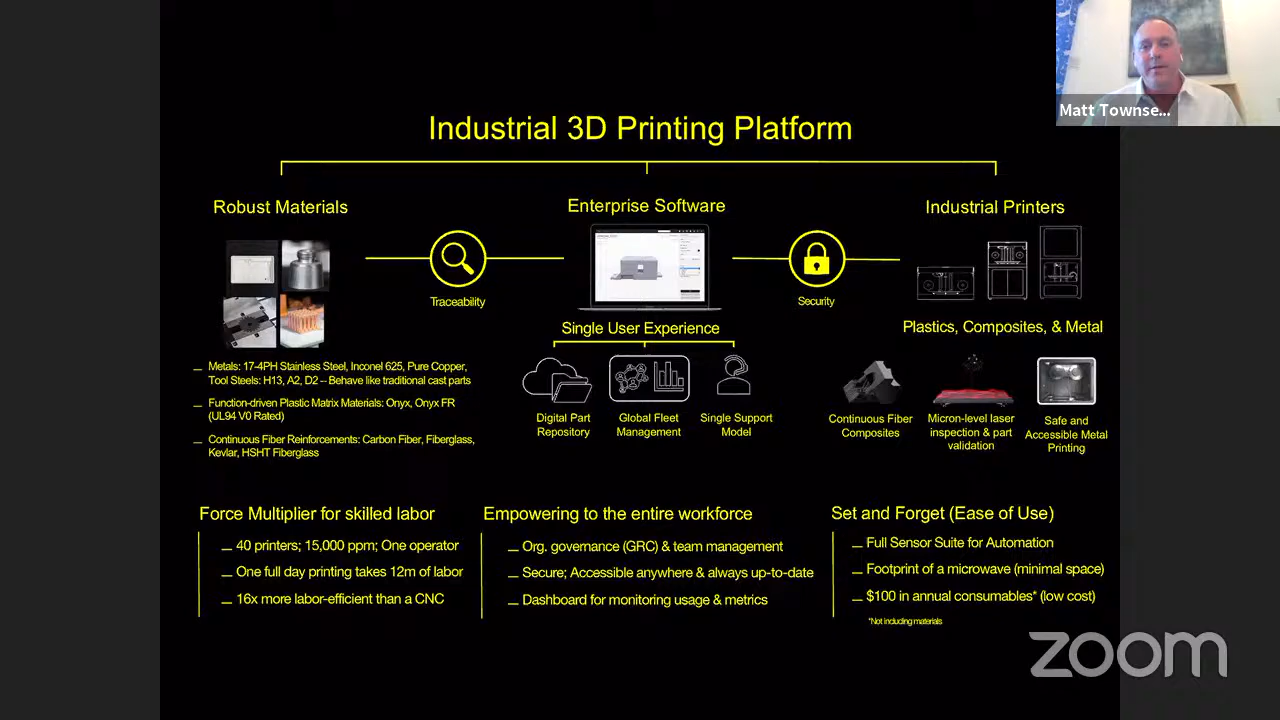 Matt Townse...
Industrial 3D Printing Platform
Robust Materials
Enterprise Software
Industrial Printers
Traceability
Security
Single User Experience
Plastics, Composites, & Metal
Metals: 17-4PH Stainless Steel, Inconel 625, Pure Copper,
Tool Steels: H13, A2, D2 -- Behave like traditional cast parts
Function-driven Plastic Matrix Materials: Onyx, Onyx FR
(UL94 V0 Rated)
Continuous Fiber Reinforcements: Carbon Fiber, Fiberglass,
Kevlar, HSHT Fiberglass
Digital Part
Repository
Global Fleet
Management
Single Support
Model
Continuous Fiber
Composites
Micron-level laser
inspection & part
validation
Safe and
Accessible Metal
Printing
Force Multiplier for skilled labor
40 printers; 15,000 ppm; One operator
One full day printing takes 12m of labor
16x more labor-efficient than a CNC
Empowering to the entire workforce
Org. governance (GRC) & team management
Secure; Accessible anywhere & always up-to-date
Dashboard for monitoring usage & metrics
Set and Forget (Ease of Use)
Full Sensor Suite for Automation
Footprint of a microwave (minimal space)
$100 in annual consumables* (low cost)
*Not including materials
zoom